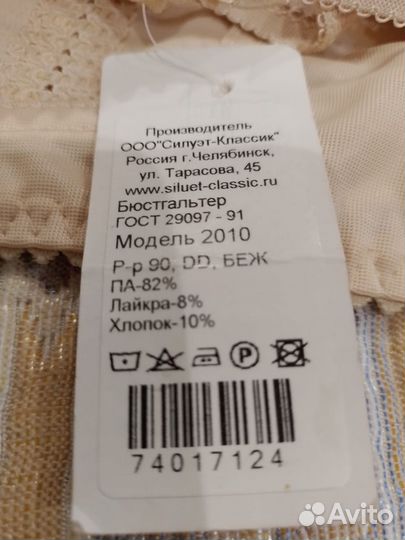 Производитель
ООО"Силуэт-Классик"
Россия г.Челябинск,
ул. Тарасова, 45
www.siluet-classic.ru
Бюстгальтер
ГОСТ 29097 - 91
Модель 2010
Р-р 90, DD, БЕЖ
ПА-82%
Лайкра-8%
Хлопок-10%
P
74017124
Avito